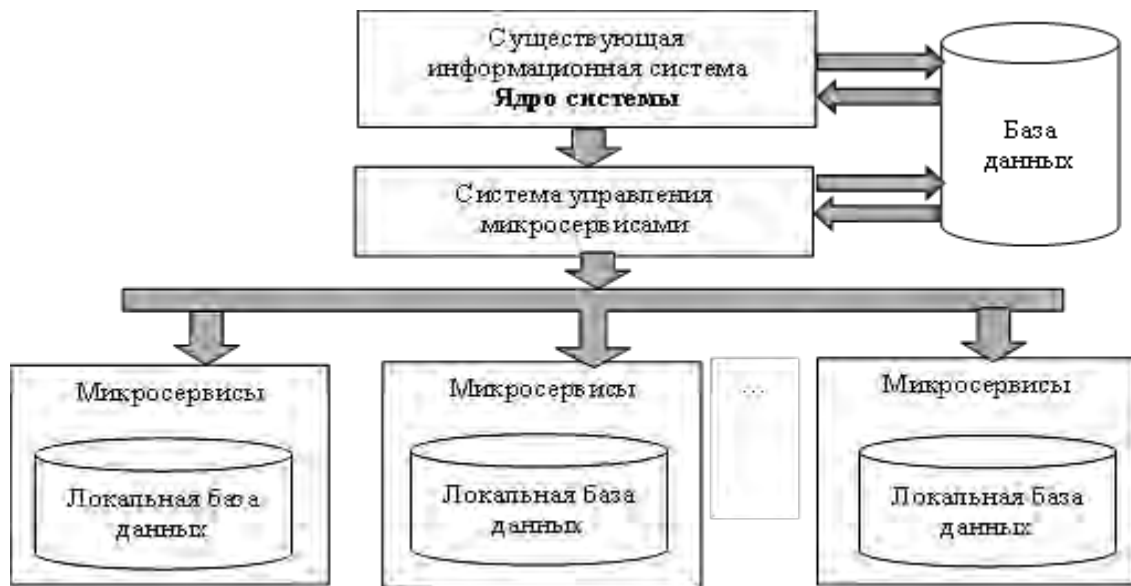 Существующая
информационная система
Ядро системы
База
данных
Система управления
микросервисами
Микросервисы
Локальная база
данных
Микросервисы
Локальная база
данных
...
Микросервисы
Локальная база
данных